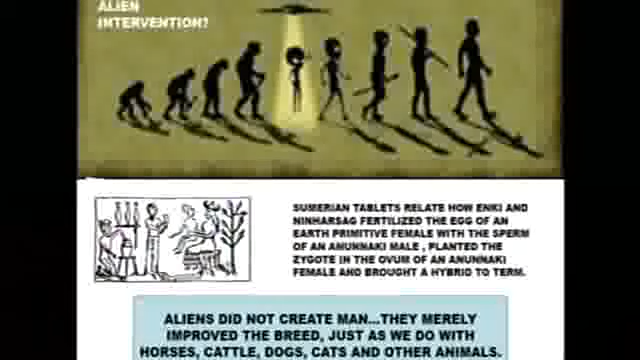 ALIEN
INTERVENTION?
SUMERIAN TABLETS RELATE HOW ENKI AND
NINHARSAG FERTILIZED THE EGG OF AN
EARTH PRIMITIVE FEMALE WITH THE SPERM
OF AN AMUNNAKI MALE , PLANTED THE
ZYGOTE IN THE OVUM OF AN ANUNNAKI
FEMALE AND BROUGHT A HYBRID TO TERM.
ALIENS DID NOT CREATE MAN...THEY MERELY
IMPROVED THE BREED, JUST AS WE DO WITH
HORSES, CATTLE, DOGS, CATS AND OTHER ANIMALS.